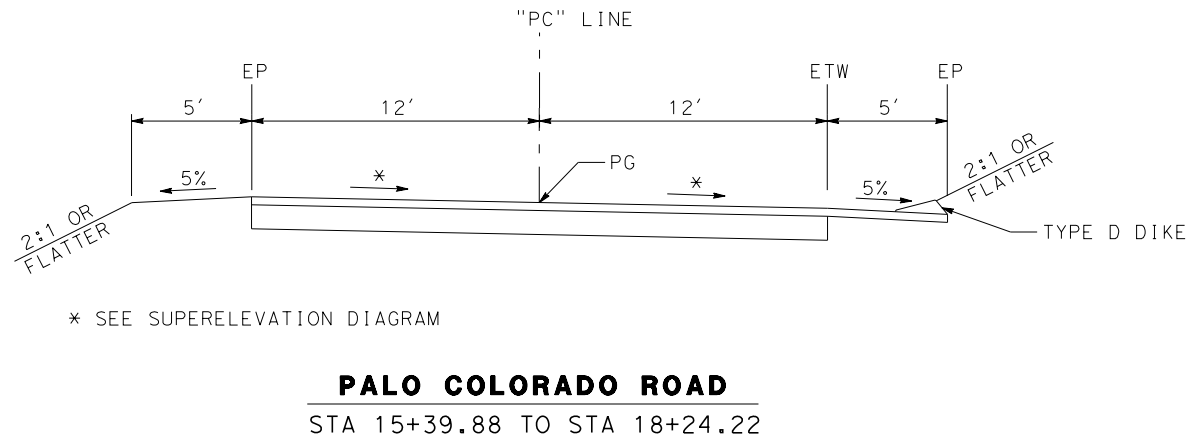 "PC" LINE
EP
ETW
EP
5'
12'
12'
5'
PG
5%
*
*
5%
2:1 OR
FLATTER
2:1 OR
FLATTER
TYPE D DIKE
* SEE SUPERELEVATION DIAGRAM
PALO COLORADO ROAD
STA 15+39.88 TO STA 18+24.22